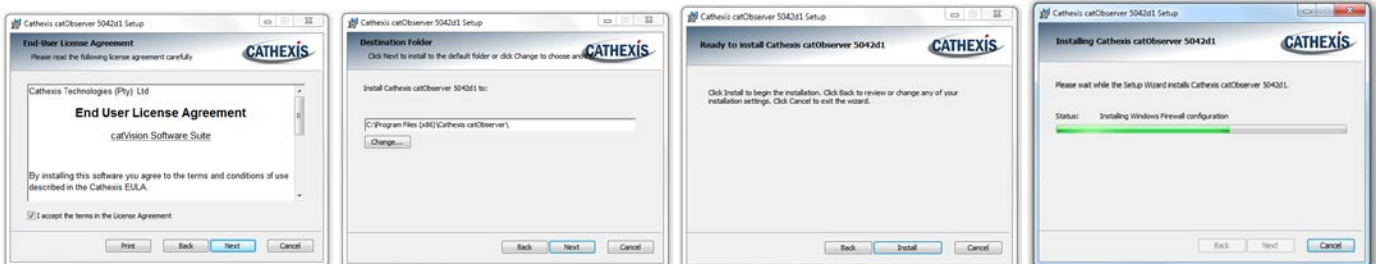 Cathexis catObserver 5042d1 Setup
End-User License Agreement
Please read the following license agreement carefully
CATHEXIS
Cathexis Technologies (Pty) Ltd
End User License Agreement
catVision Software Suite
By installing this software you agree to the terms and conditions of use
described in the Cathexis EULA.
I accept the terms in the License Agreement
Print
Back
Next
Cancel
Cathexis catObserver 5042d1 Setup
Destination Folder
Click Next to install to the default folder or click Change to choose
CATHEXIS
Install Cathexis catObserver 5042d1 to:
C:\Program Files (x86)\Cathexis catObserver\
Change...
Back
Next
Cancel
Cathexis catObserver 5042d1 Setup
Ready to install Cathexis catObserver 5042d1
CATHEXIS
Click Install to begin the installation. Click Back to review or change any of your
installation settings. Click Cancel to exit the wizard.
Back
Install
Cancel
Cathexis catObserver 5042d1 Setup
Installing Cathexis catObserver 5042d1
CATHEXIS
Please wait while the Setup Wizard installs Cathexis catObserver 5042d1.
Status: Installing Windows Firewall configuration
Back
Next
Cancel